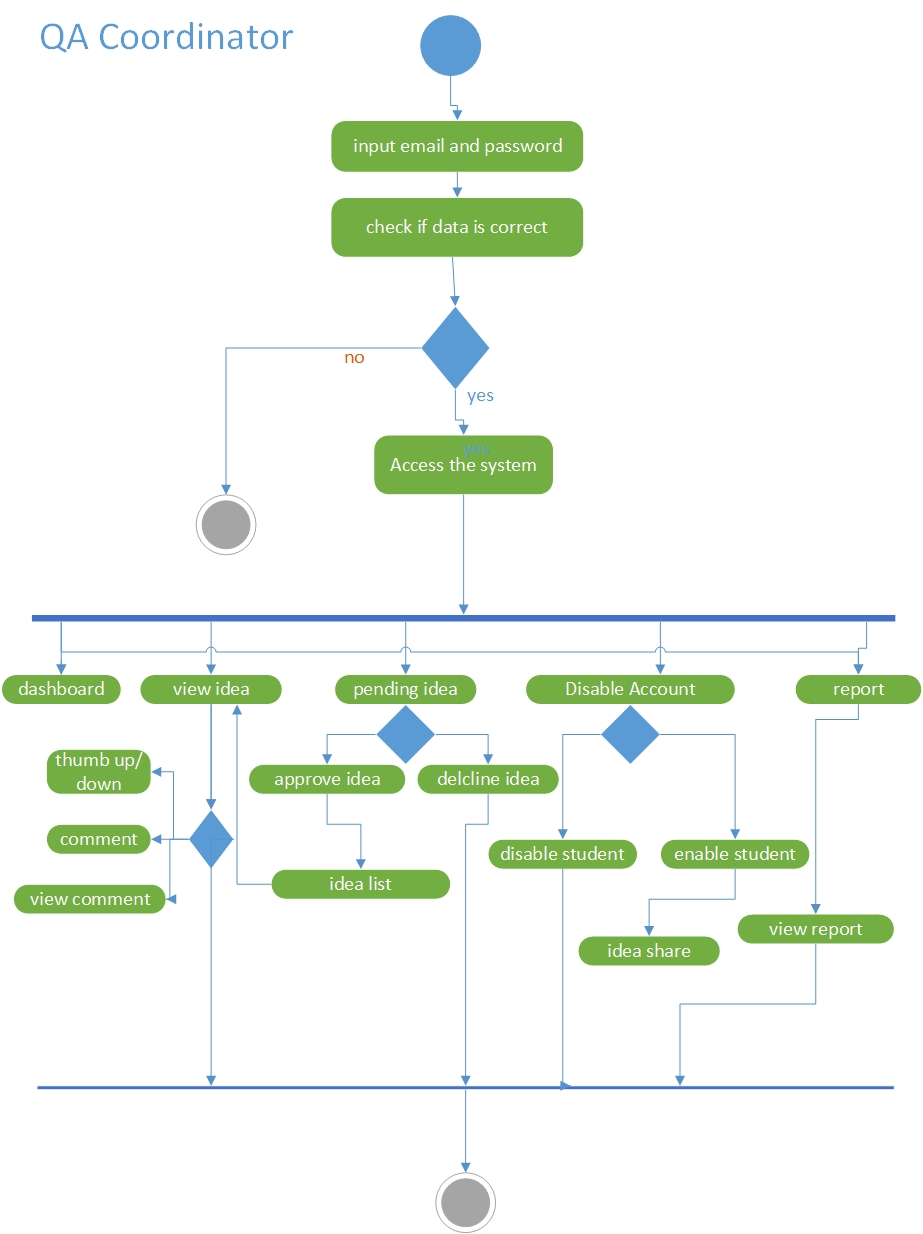 QA Coordinator
input email and password
check if data is correct
no
yes
yes
Access the system
dashboard
view idea
pending idea
Disable Account
report
thumb up/
down
approve idea
delcline idea
comment
disable student
enable student
idea list
view comment
view report
idea share